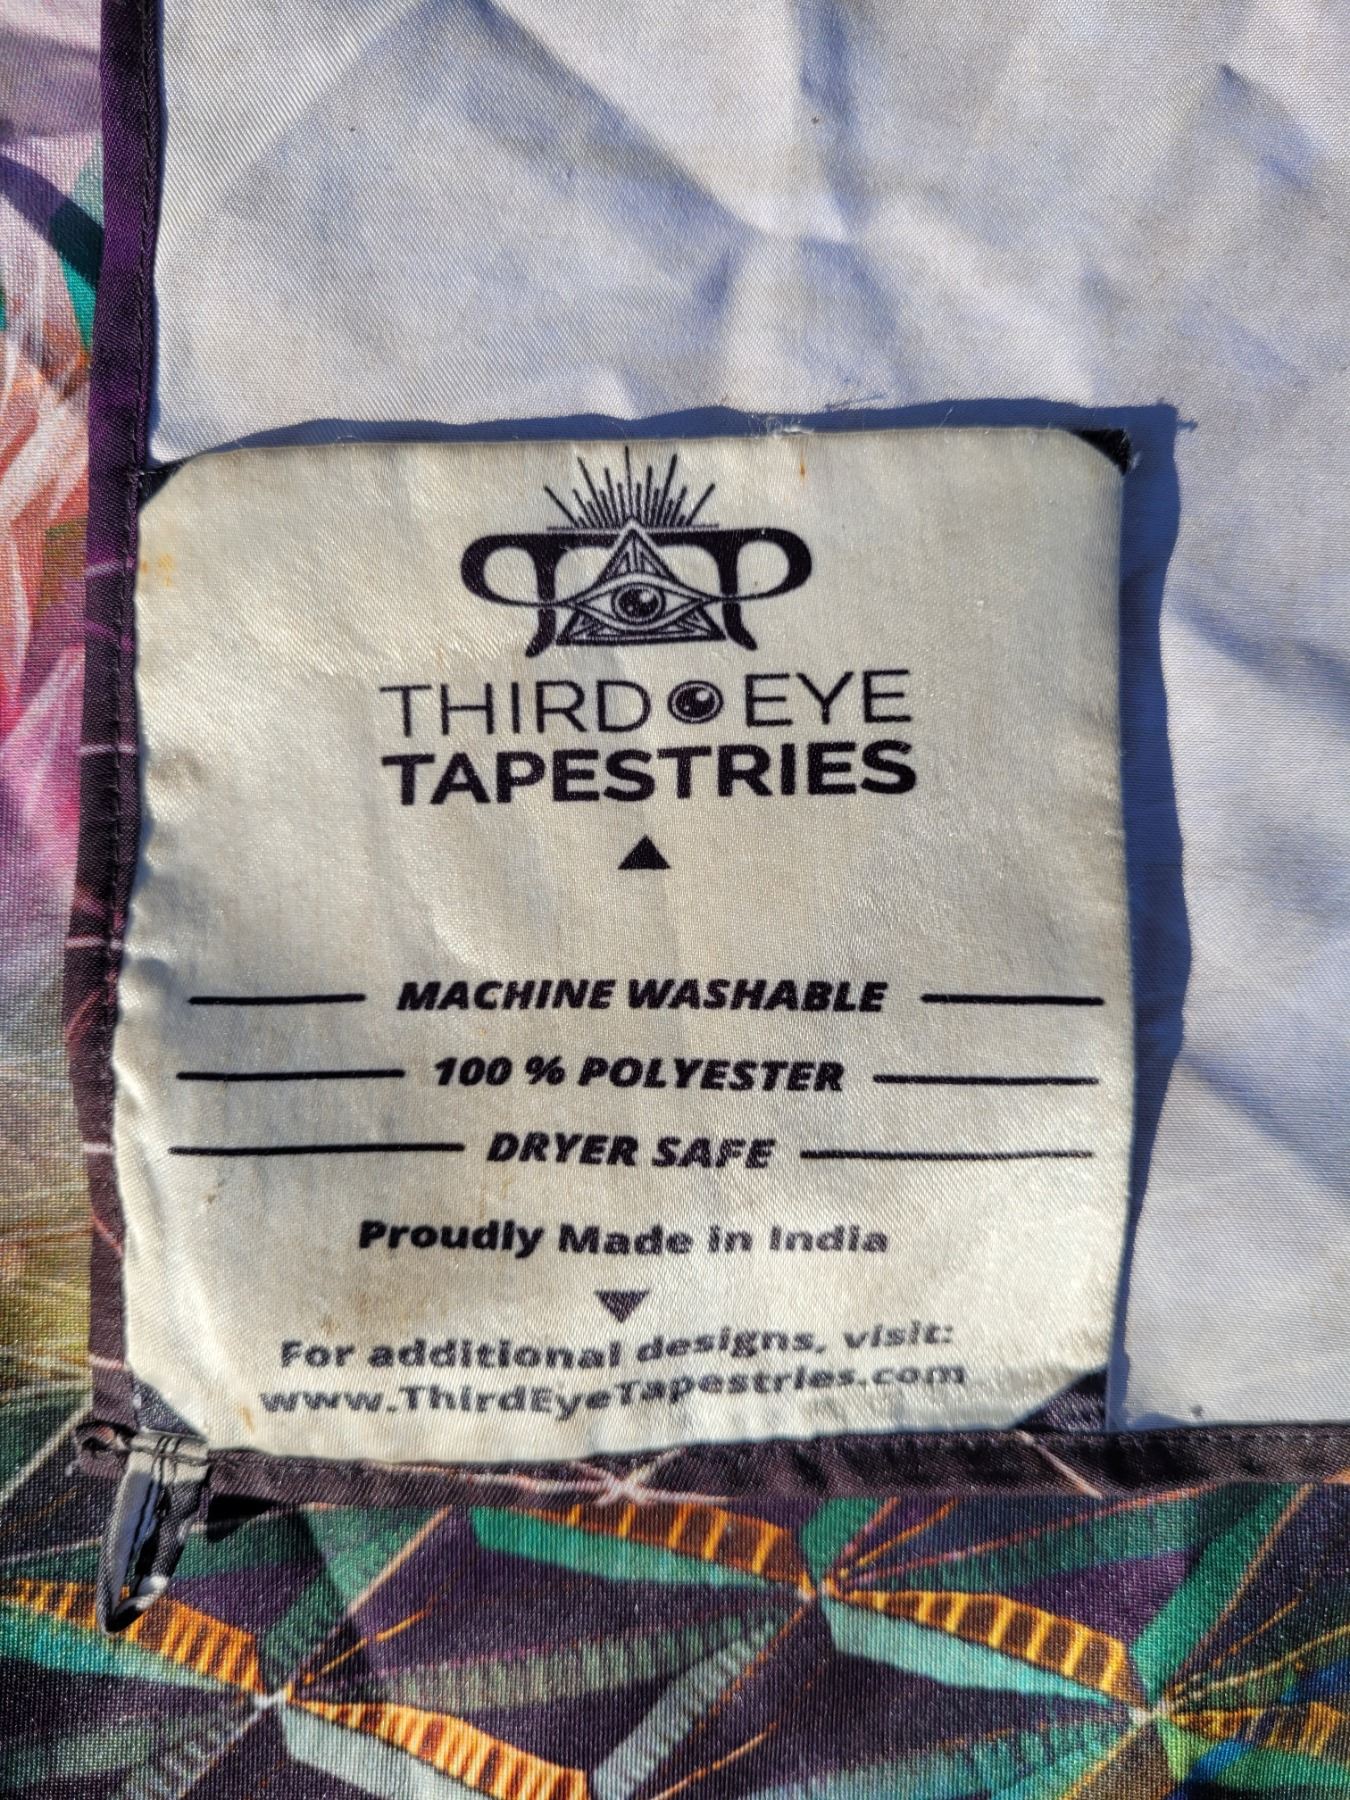 THIRD EYE
TAPESTRIES
MACHINE WASHABLE
100 % POLYESTER
DRYER SAFE
Proudly Made in India
For additional designs, visit:
www.ThirdEyeTapestries.com